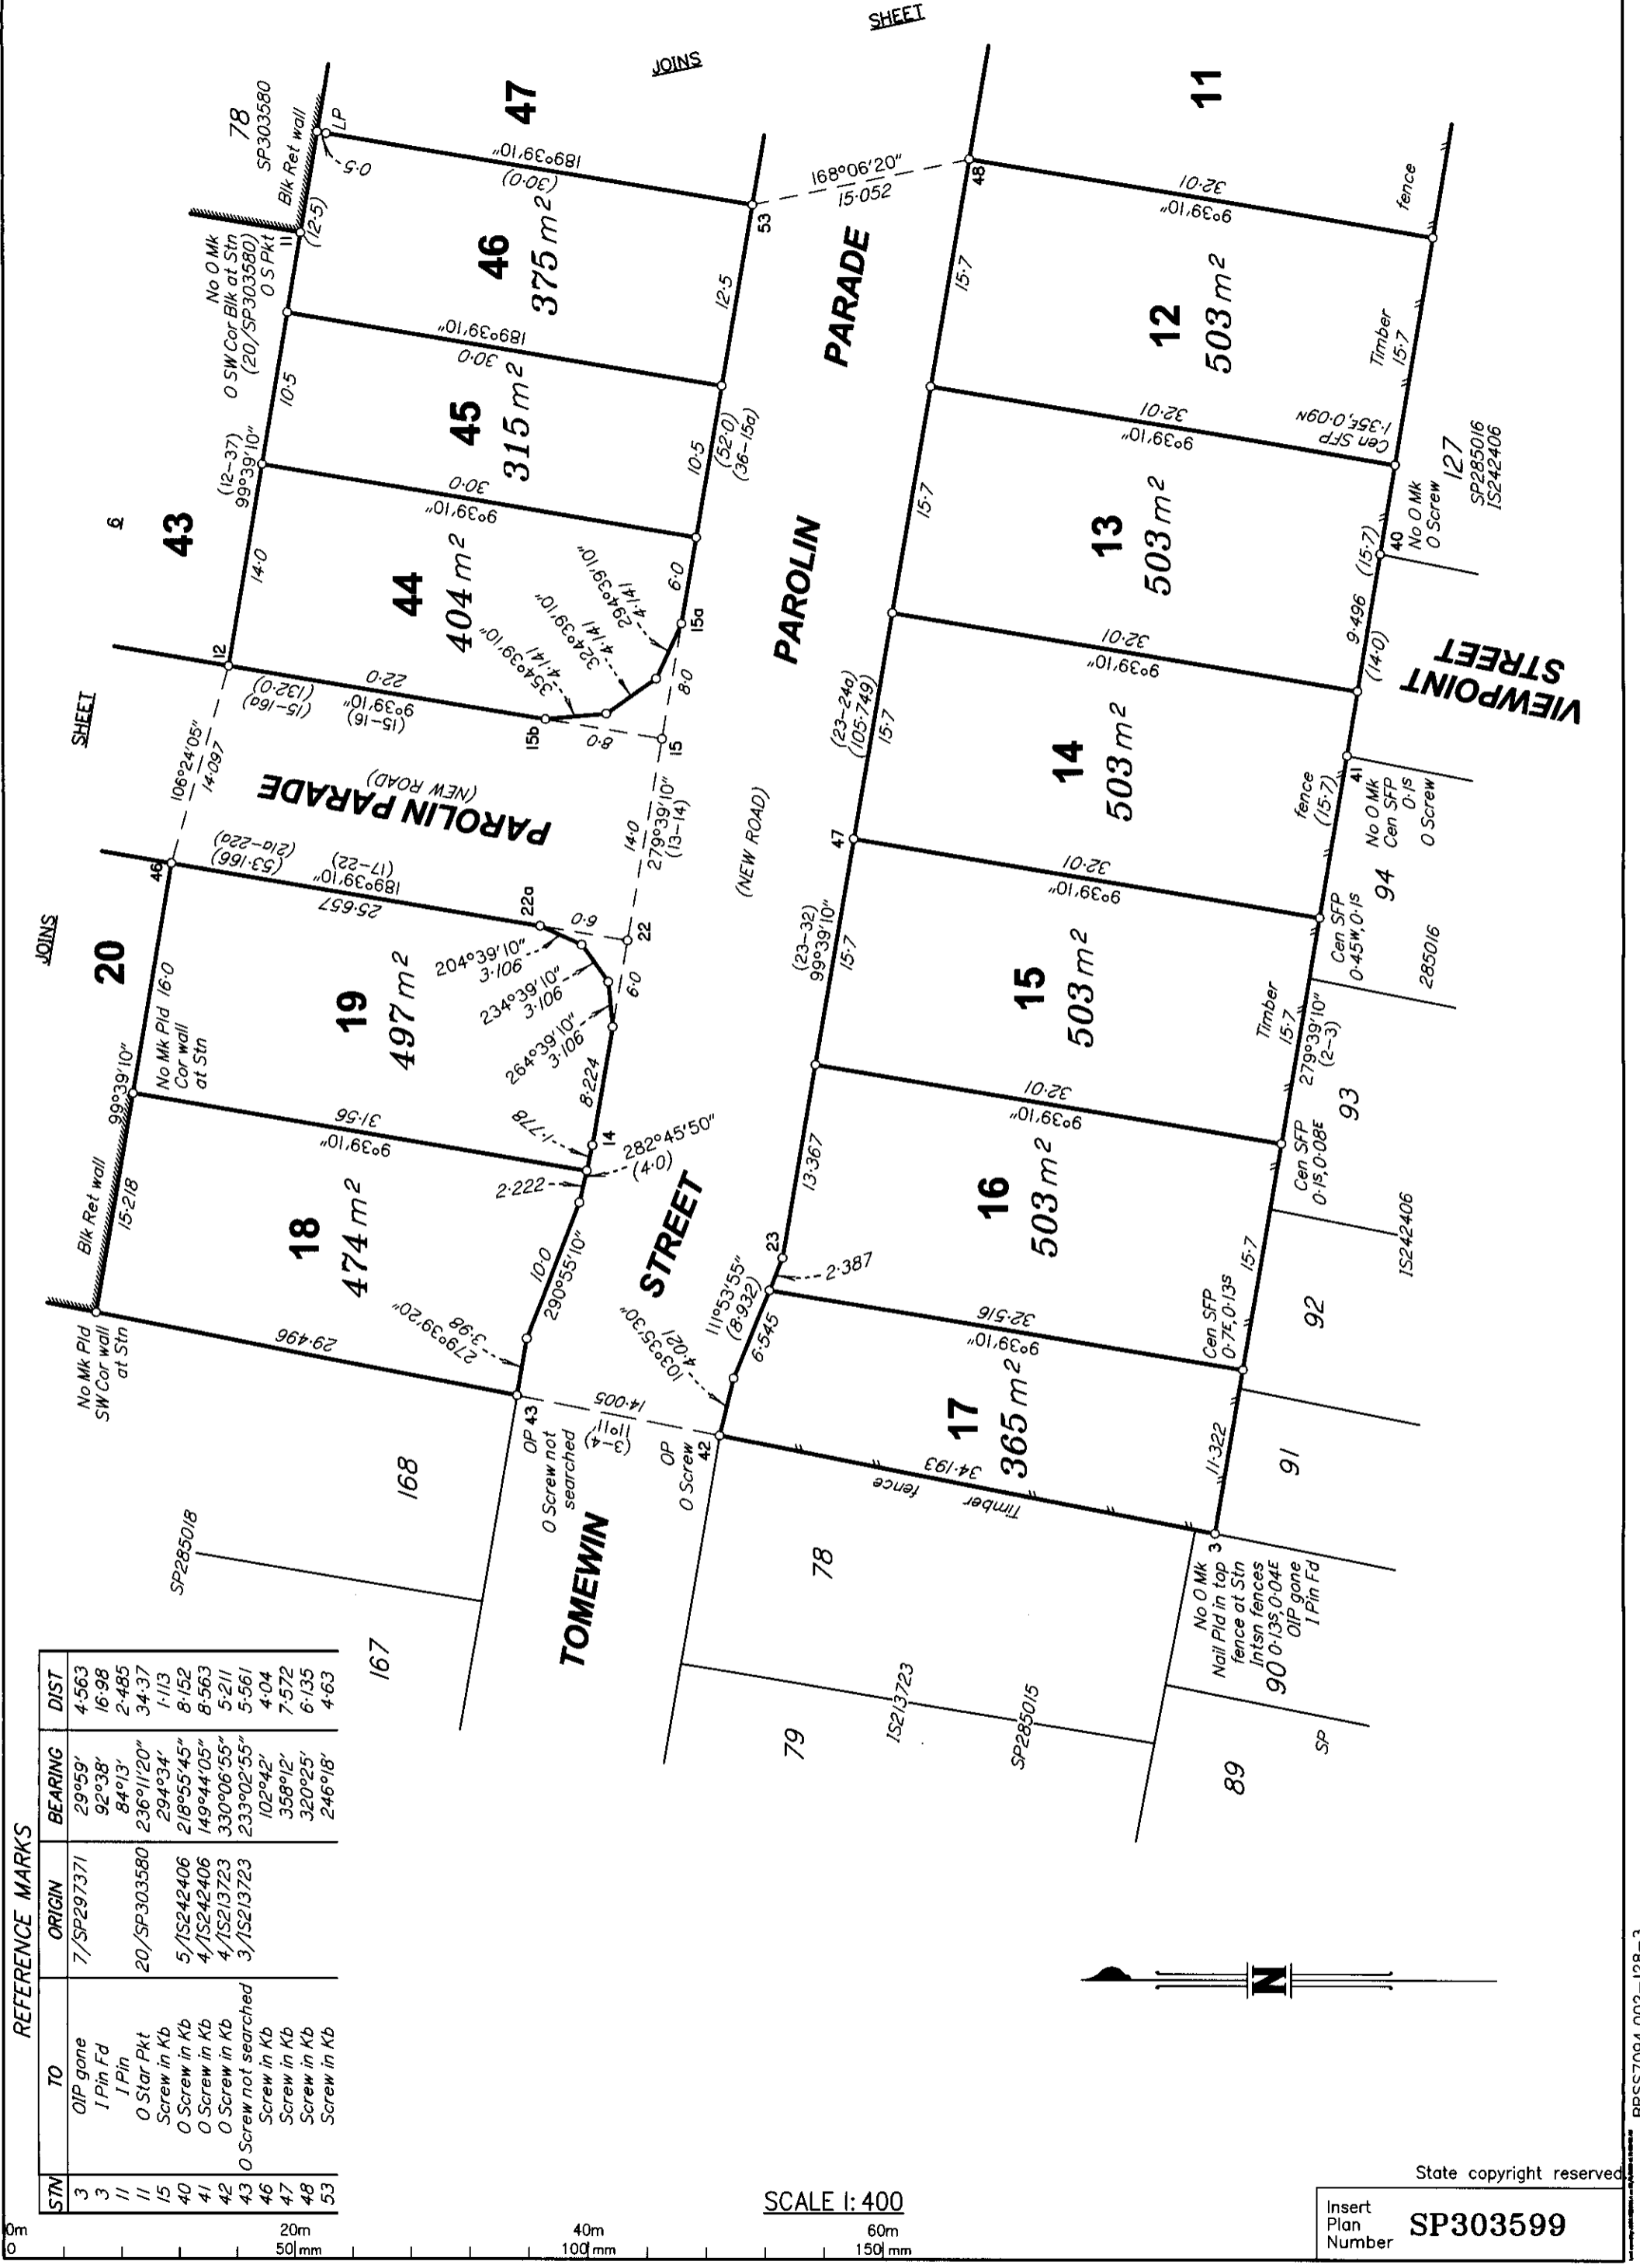 REFERENCE MARKS
STN TO ORIGIN BEARING DIST
3 OIP gone 7/SP297371 29°59' 4·563
3 I Pin Fd 92°38' 16·98
11 I Pin 84°13' 2·485
11 O Star Pkt 20/SP303580 236°11'20" 34·37
15 Screw in Kb 294°34' 1·113
40 O Screw in Kb 5/IS242406 218°55'45" 8·152
41 O Screw in Kb 4/IS242406 149°44'05" 8·563
42 O Screw in Kb 4/IS213723 330°06'55" 5·211
43 O Screw not searched 3/IS213723 233°02'55" 5·561
46 Screw in Kb 102°42' 4·04
47 Screw in Kb 358°12' 7·572
48 Screw in Kb 320°25' 6·135
53 Screw in Kb 246°18' 4·63
JOINS
SHEET
6
JOINS
SHEET
78
SP303580
Blk Ret wall
LP
0·5
(12·5)
11
No O Mk
O SW Cor Blk at Stn
(20/SP303580)
O S Pkt
47
189°39'10"
(30·0)
46
375 m²
12·5
53
189°39'10"
30·0
45
315 m²
10·5
10·5
(52·0)
(36-15a)
(12-37)
99°39'10"
43
14·0
30·0
9°39'10"
44
404 m²
6·0
15a
294°39'10"
4·141
324°39'10"
4·141
354°39'10"
4·141
12
22·0
9°39'10"
(15-16)
(132·0)
(15-16a)
15b
8·0
8·0
15
106°24'05"
14·097
PAROLIN PARADE
(NEW ROAD)
14·0
279°39'10"
(13-14)
46
(53·166)
(21a-22a)
(17-22)
189°39'10"
25·657
22a
6·0
22
6·0
20
16·0
No Mk Pld
Cor wall
at Stn
99°39'10"
19
497 m²
204°39'10"
3·106
234°39'10"
3·106
264°39'10"
3·106
8·224
14
1·778
282°45'50"
(4·0)
2·222
31·56
9°39'10"
Blk Ret wall
15·218
18
474 m²
10·0
290°55'10"
279°39'20"
3·98
29·496
No Mk Pld
SW Cor wall
at Stn
OP 43
O Screw not
searched
14·005
11°11'
(3-4)
OP
42
O Screw
168
SP285018
167
TOMEWIN
STREET
PAROLIN
PARADE
(NEW ROAD)
168°06'20"
15·052
48
11
32·01
9°39'10"
15·7
12
503 m²
fence
Timber
15·7
32·01
9°39'10"
Cen SFP
1·35E,0·09N
15·7
13
503 m²
127
SP285016
IS242406
40
No O Mk
O Screw
(15·7)
9·496
(14·0)
VIEWPOINT
STREET
32·01
9°39'10"
(23-24a)
(105·749)
15·7
14
503 m²
fence
(15·7)
41
No O Mk
Cen SFP
0·1S
O Screw
47
32·01
9°39'10"
Cen SFP
0·45W,0·1S
94
285016
(23-32)
99°39'10"
15·7
15
503 m²
Timber
15·7
279°39'10"
(2-3)
93
32·01
9°39'10"
Cen SFP
0·1S,0·08E
13·367
23
2·387
16
503 m²
15·7
92
IS242406
32·516
9°39'10"
Cen SFP
0·7E,0·13S
111°53'55"
(8·932)
6·545
103°35'30"
4·021
17
365 m²
11·322
91
34·193
fence
Timber
3
No O Mk
Nail Pld in top
fence at Stn
Intsn fences
0·13S,0·04E
OIP gone
I Pin Fd
90
78
79
IS213723
SP285015
89
SP
N
SCALE 1: 400
0m 20m 40m 60m
50 mm 100 mm 150 mm
State copyright reserved
Insert
Plan
Number
SP303599